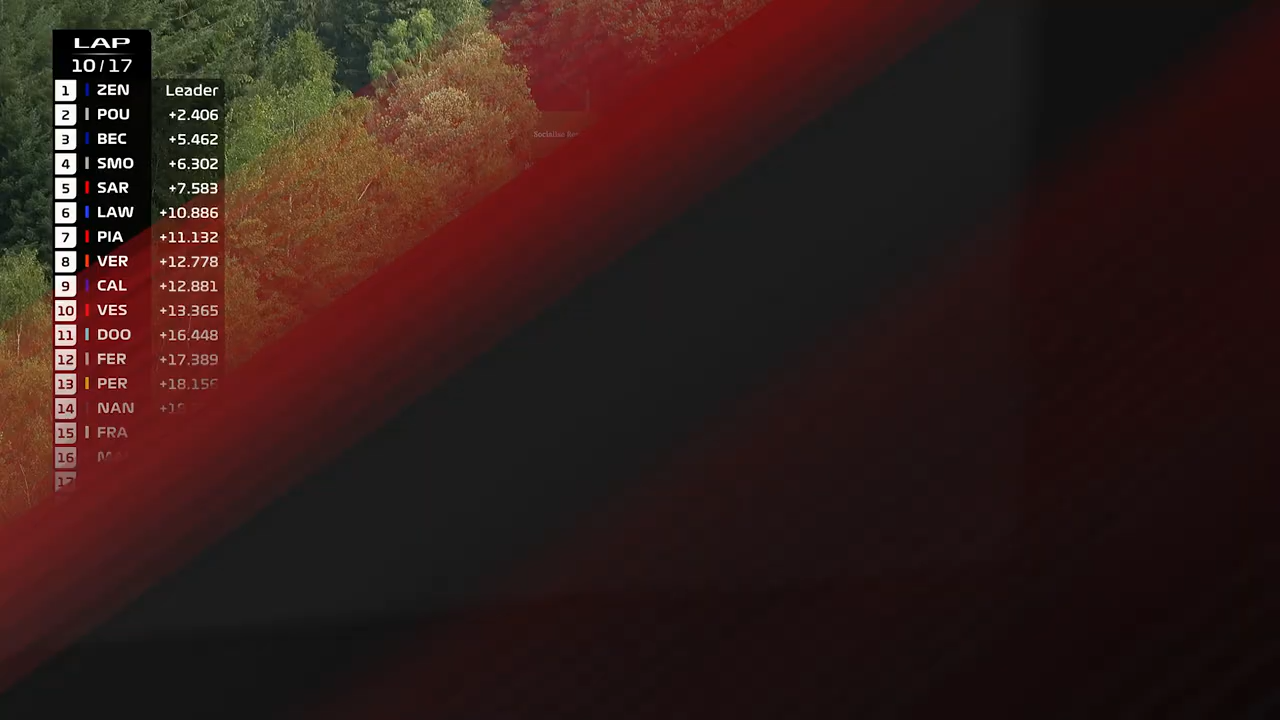 LAP
10/17
1 ZEN Leader
2 POU +2.406
3 BEC +5.462
4 SMO +6.302
5 SAR +7.583
6 LAW +10.886
7 PIA +11.132
8 VER +12.778
9 CAL +12.881
10 VES +13.365
11 DOO +16.448
12 FER +17.389
13 PER +18.156
14 NAN
15 FRA
16
17